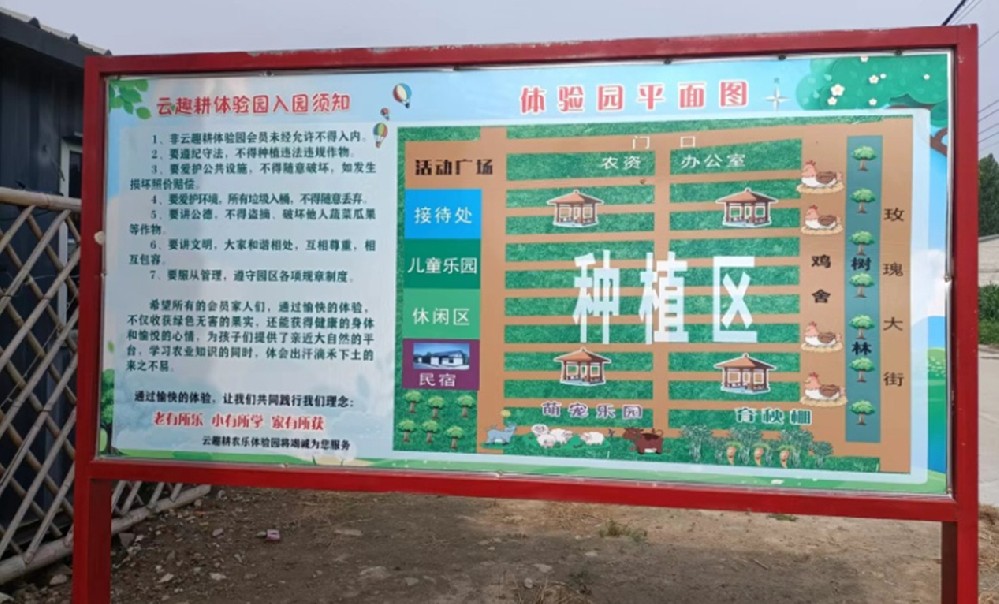 云趣耕体验园入园须知
1、非云趣耕体验园会员未经允许不得入内。
2、要遵纪守法，不得种植违法违规作物。
3、要爱护公共设施，不得随意破坏，如发生
损坏照价赔偿。
4、要爱护环境，所有垃圾入桶，不得随意丢弃。
5、要讲公德，不得盗摘、破坏他人蔬菜瓜果
等作物。
6、要讲文明，大家和谐相处，互相尊重，相
互包容。
7、要服从管理，遵守园区各项规章制度。
希望所有的会员家人们，通过愉快的体验，
不仅收获绿色无害的果实，还能获得健康的身体
和愉悦的心情，为孩子们提供了亲近大自然的平
台，学习农业知识的同时，体会出汗滴禾下土的
来之不易。
通过愉快的体验，让我们共同践行我们理念：
老有所乐 小有所学 家有所获
云趣耕农乐体验园将竭诚为您服务
体验园平面图
门 口
活动广场
农资 办公室
接待处
儿童乐园
休闲区
民宿
种植区
萌宠乐园
育秧棚
鸡舍
树林
玫瑰大街